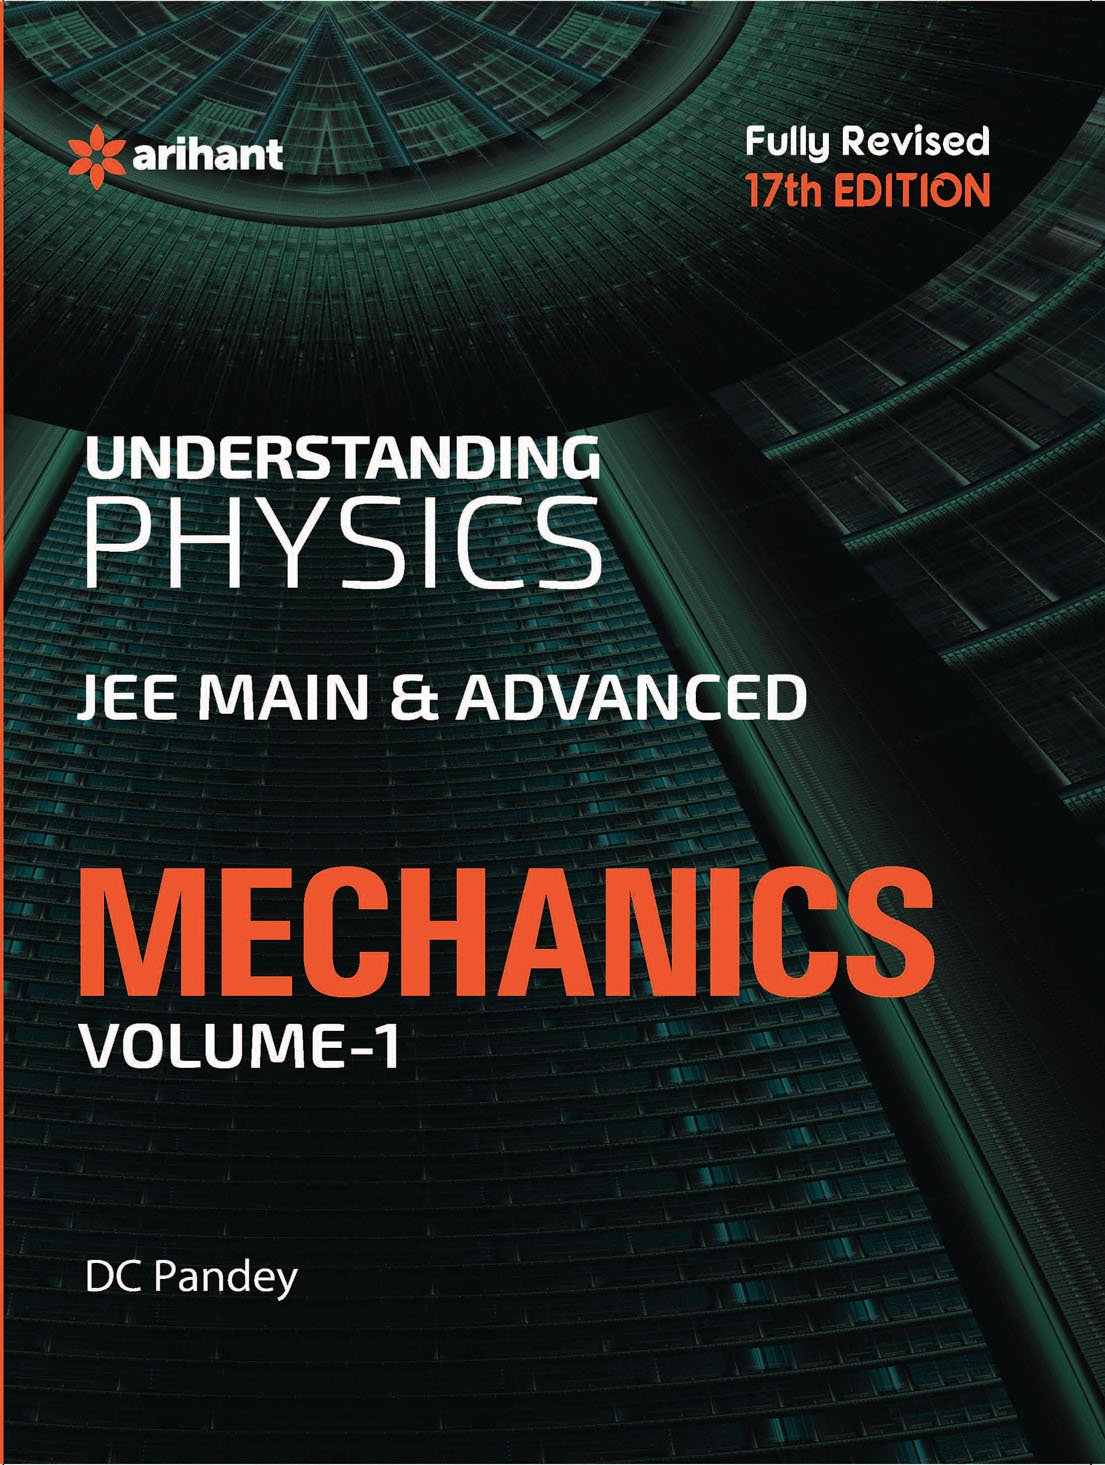 arihant
Fully Revised
17th EDITION
UNDERSTANDING
PHYSICS
JEE MAIN & ADVANCED
MECHANICS
VOLUME-1
DC Pandey